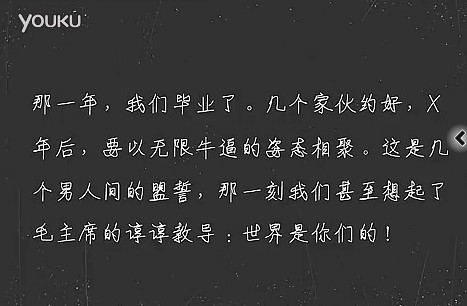 YOUKU
那一年，我们毕业了。几个家伙约好，X
年后，要以无限牛逼的姿态相聚。这是几
个男人间的盟誓，那一刻我们甚至想起了
毛主席的谆谆教导：世界是你们的！